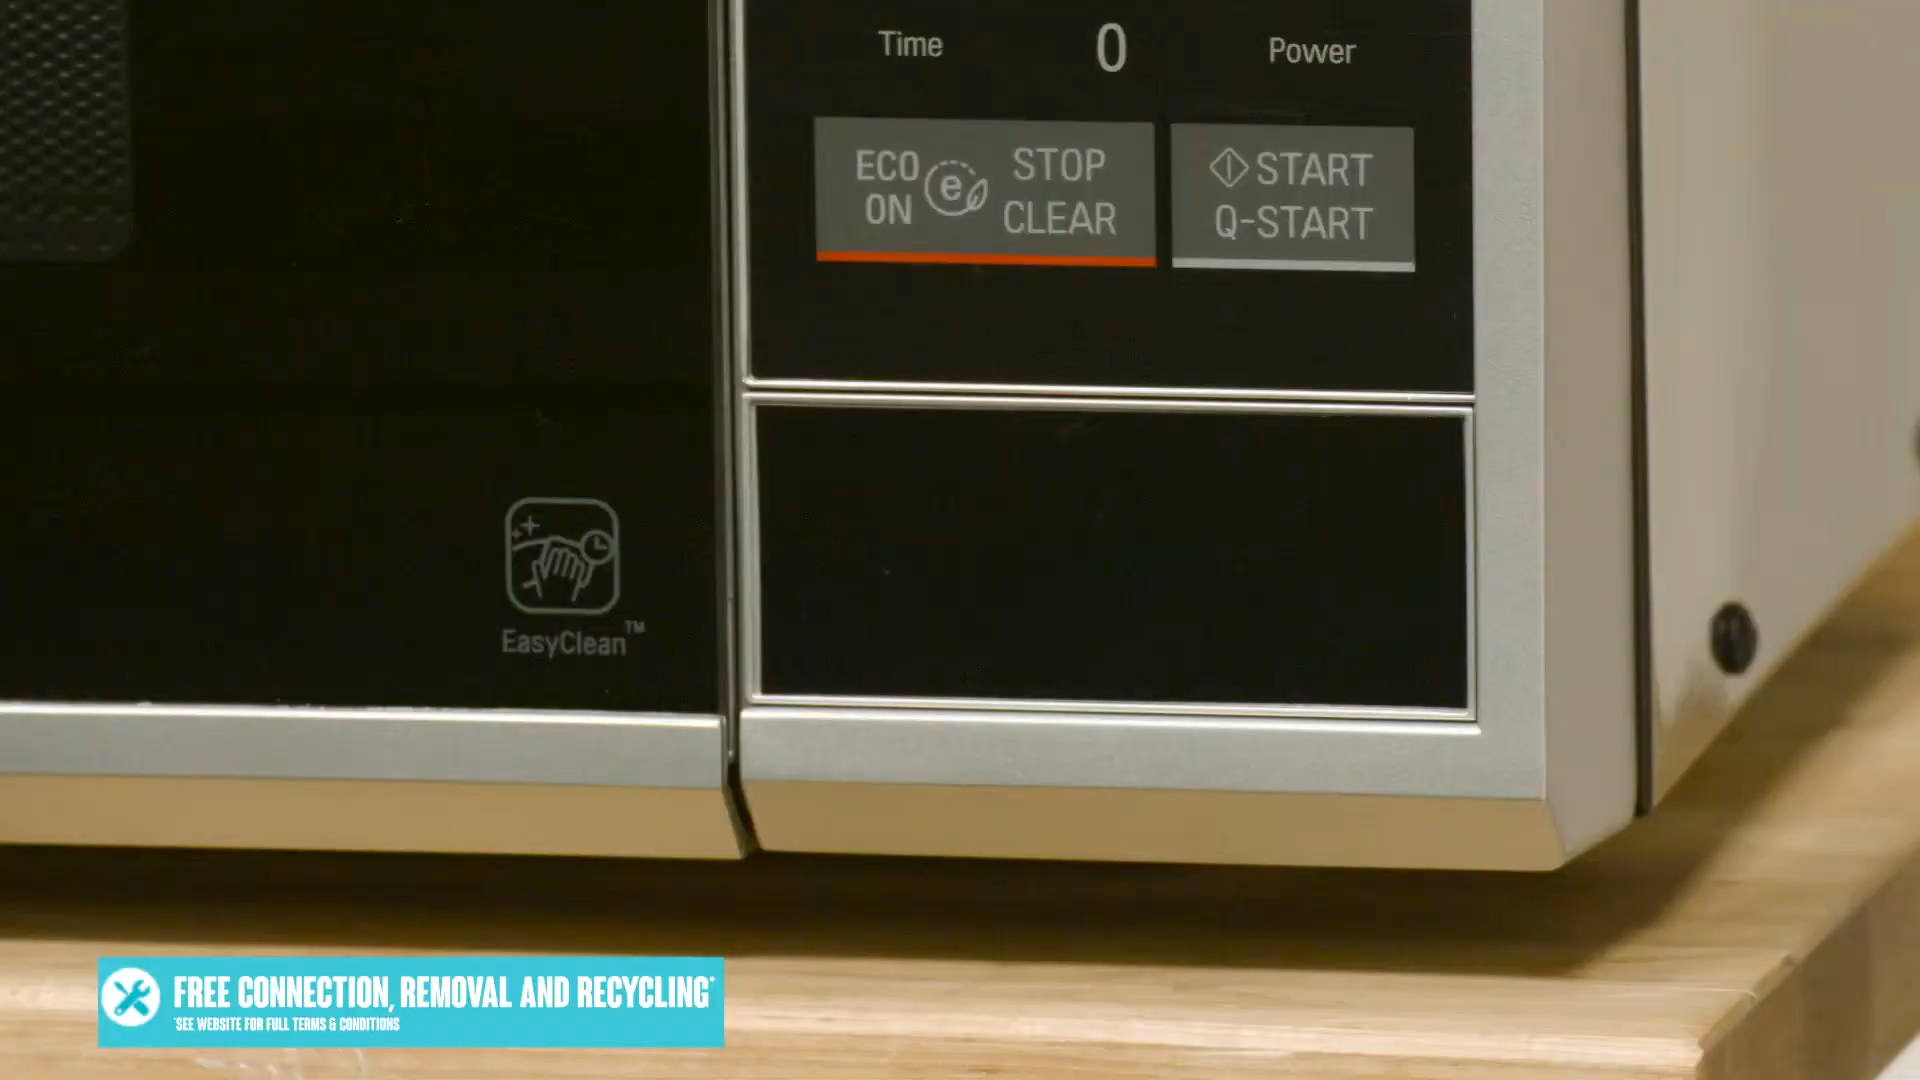 Time 0 Power
ECO ON e STOP CLEAR
START Q-START
EasyClean™
FREE CONNECTION, REMOVAL AND RECYCLING*
*SEE WEBSITE FOR FULL TERMS & CONDITIONS